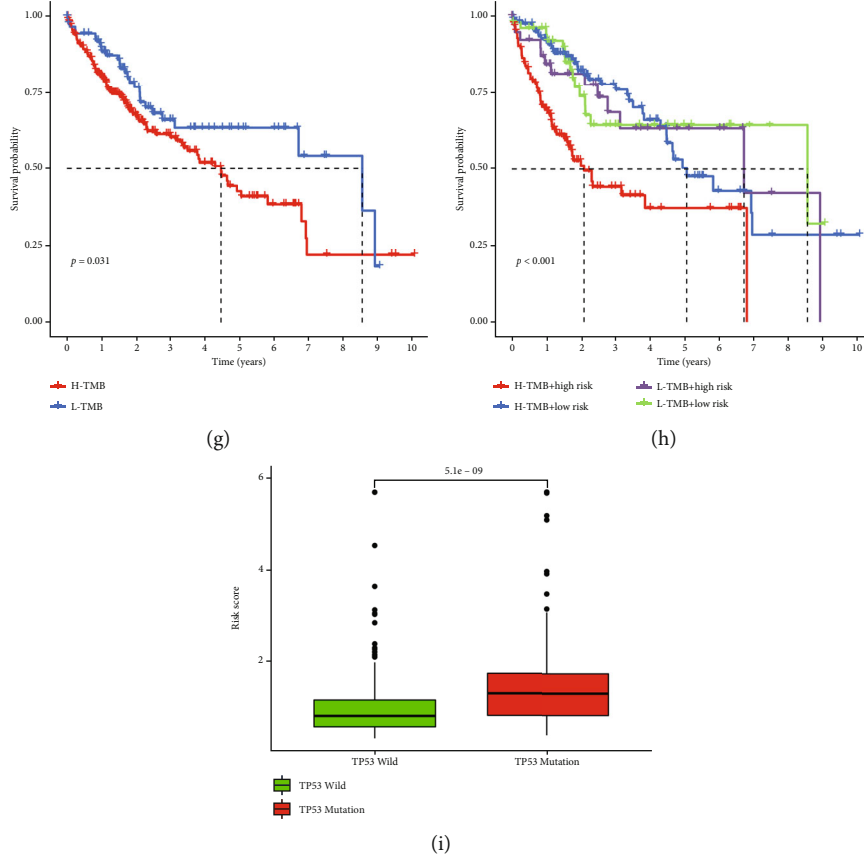 1.00
0.75
0.50
0.25
0.00
Survival probability
p = 0.031
0 1 2 3 4 5 6 7 8 9 10
Time (years)
H-TMB
L-TMB
(g)
1.00
0.75
0.50
0.25
0.00
Survival probability
p < 0.001
0 1 2 3 4 5 6 7 8 9 10
Time (years)
H-TMB+high risk
H-TMB+low risk
L-TMB+high risk
L-TMB+low risk
(h)
6
4
2
Risk score
5.1e – 09
TP53 Wild
TP53 Mutation
TP53 Wild
TP53 Mutation
(i)